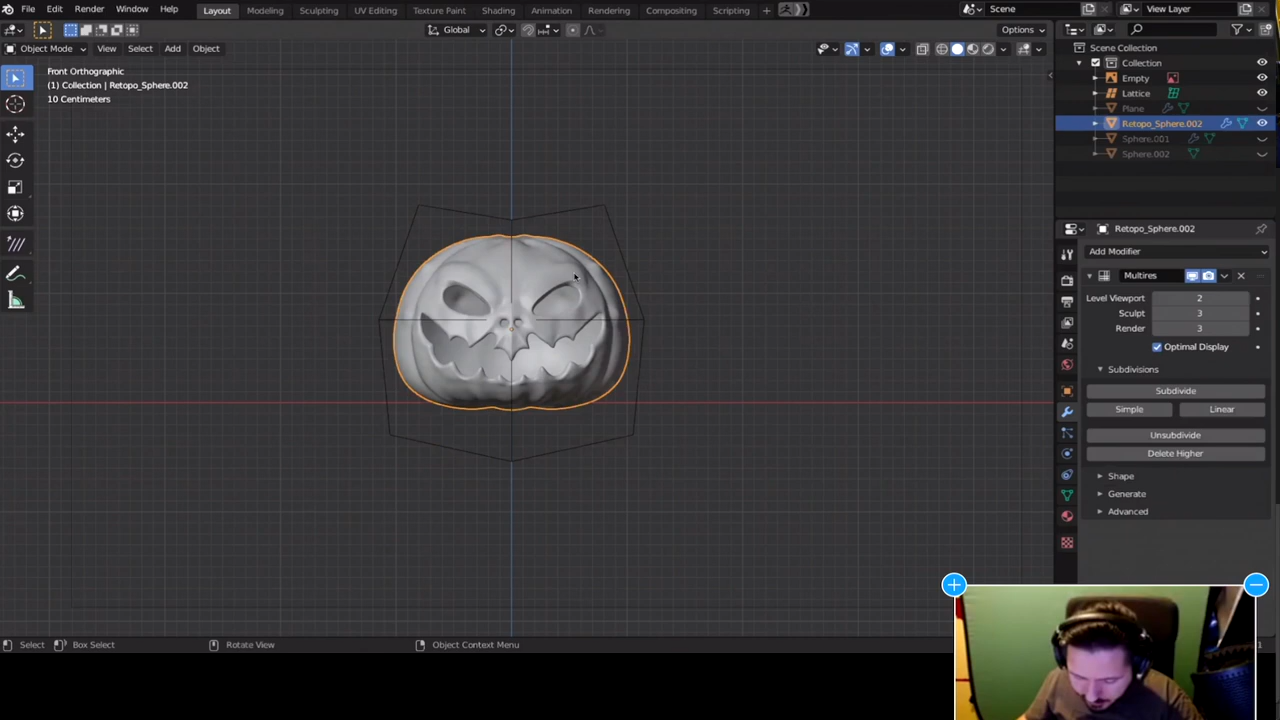 File Edit Render Window Help Layout Modeling Sculpting UV Editing Texture Paint Shading Animation Rendering Compositing Scripting + Scene View Layer
Global Options
Object Mode View Select Add Object
Front Orthographic
(1) Collection | Retopo_Sphere.002
10 Centimeters
Scene Collection
Collection
Empty
Lattice
Plane
Retopo_Sphere.002
Sphere.001
Sphere.002
Retopo_Sphere.002
Add Modifier
Multires
Level Viewport 2
Sculpt 3
Render 3
Optimal Display
Subdivisions
Subdivide
Simple Linear
Unsubdivide
Delete Higher
Shape
Generate
Advanced
Select Box Select Rotate View Object Context Menu